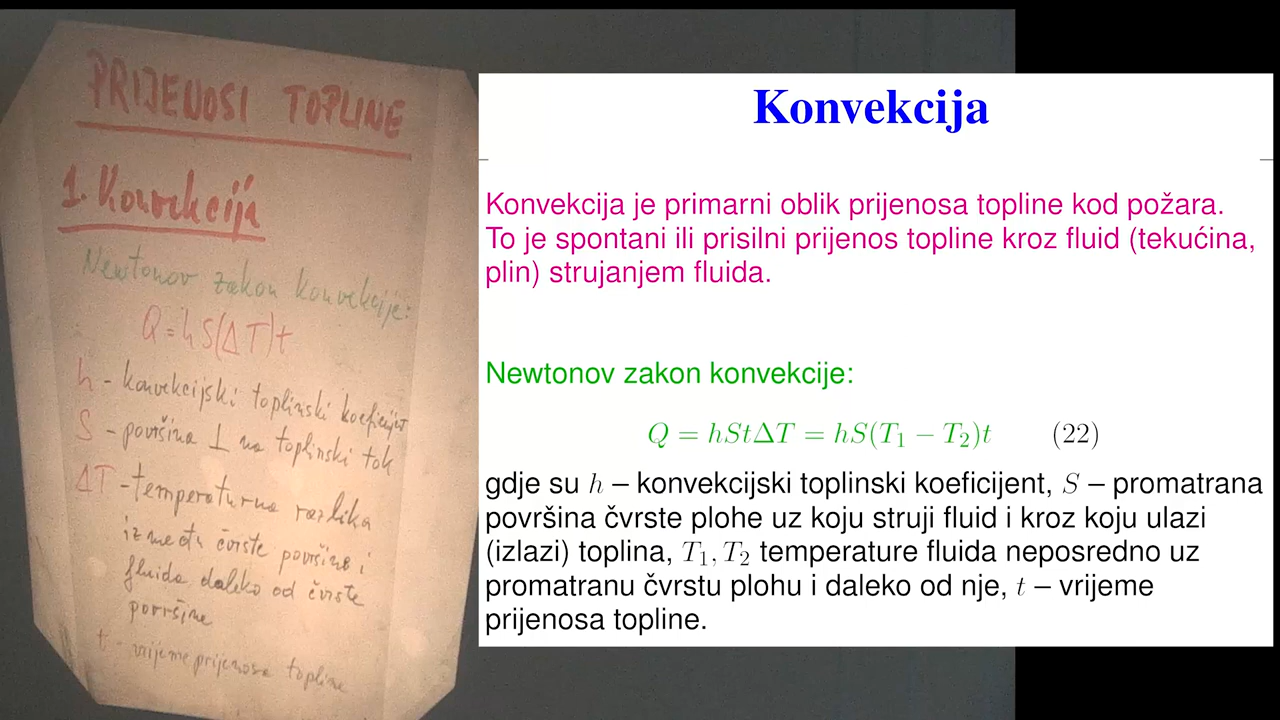 PRIJENOSI TOPLINE
1. Konvekcija
Newtonov zakon konvekcije:
Q=hS(ΔT)t
h - konvekcijski toplinski koeficijent
S - površina ⊥ na toplinski tok
ΔT - temperaturna razlika
između čvrste površine i
fluida daleko od čvrste
površine
t - vrijeme prijenosa topline
Konvekcija
Konvekcija je primarni oblik prijenosa topline kod požara.
To je spontani ili prisilni prijenos topline kroz fluid (tekućina,
plin) strujanjem fluida.
Newtonov zakon konvekcije:
Q = hStΔT = hS(T₁ − T₂)t (22)
gdje su h – konvekcijski toplinski koeficijent, S – promatrana
površina čvrste plohe uz koju struji fluid i kroz koju ulazi
(izlazi) toplina, T₁, T₂ temperature fluida neposredno uz
promatranu čvrstu plohu i daleko od nje, t – vrijeme
prijenosa topline.